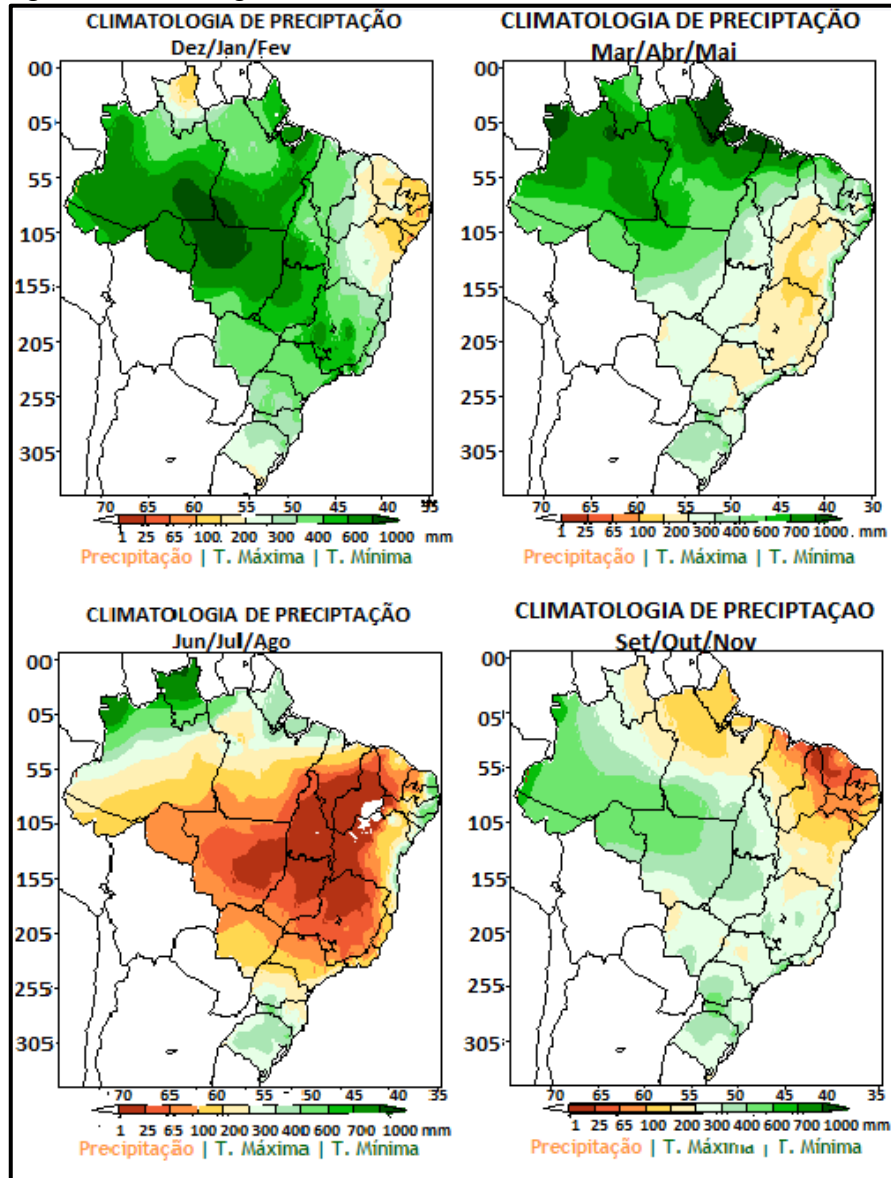 CLIMATOLOGIA DE PRECIPTAÇÃO
Dez/Jan/Fev
00
05
55
105
155
205
255
305
70 65 55 50 45 40 35
1 25 65 100. 200 300 400 600 1000 mm
Precipitação | T. Máxima | T. Mínima
CLIMATOLOGIA DE PRECIPTAÇÃO
Mar/Abr/Mai
00
05
55
105
155
205
255
305
70 65 55 50 45 40 30
1 25 65 100 200 300 400 600 700 1000. mm
Precipitação | T. Máxima | T. Mínima
CLIMATOLOGIA DE PRECIPTAÇÃO
Jun/Jul/Ago
00
05
55
105
155
205
255
305
70 65 55 50 45 40 35
1 25 65 100 200 300 400 600 700 1000 mm
Precipitação | T. Máxima | T. Mínima
CLIMATOLOGIA DE PRECIPTAÇAO
Set/Out/Nov
00
05'
55
105
155
205
255
305
70 65 55 50 45 35
1 25 65 100 200 300 400 600 700 1000 mm
Precipitação | T. Máxima | T. Mínima